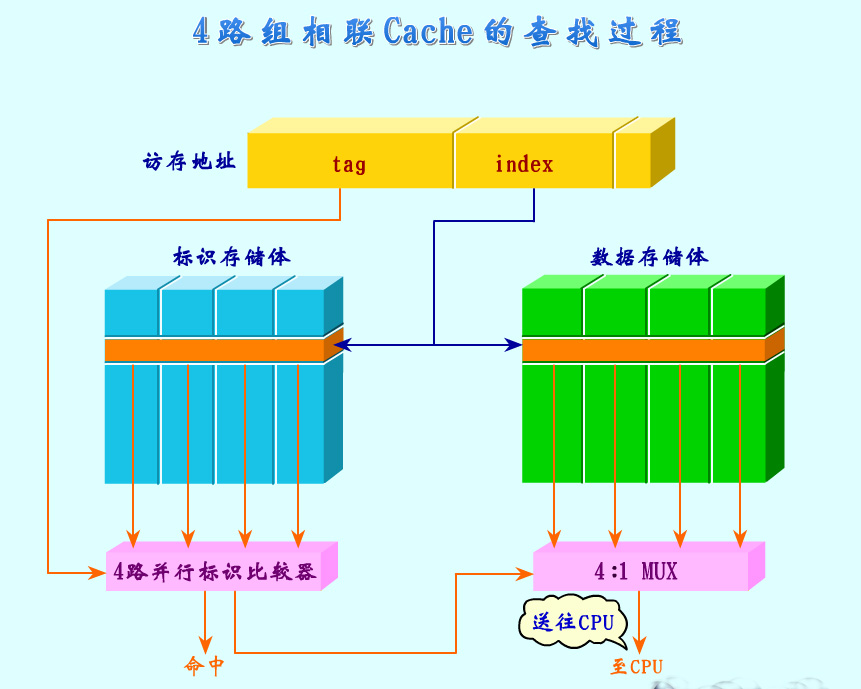 4路组相联Cache的查找过程
访存地址
tag
index
标识存储体
数据存储体
4路并行标识比较器
4:1 MUX
送往CPU
命中
至CPU